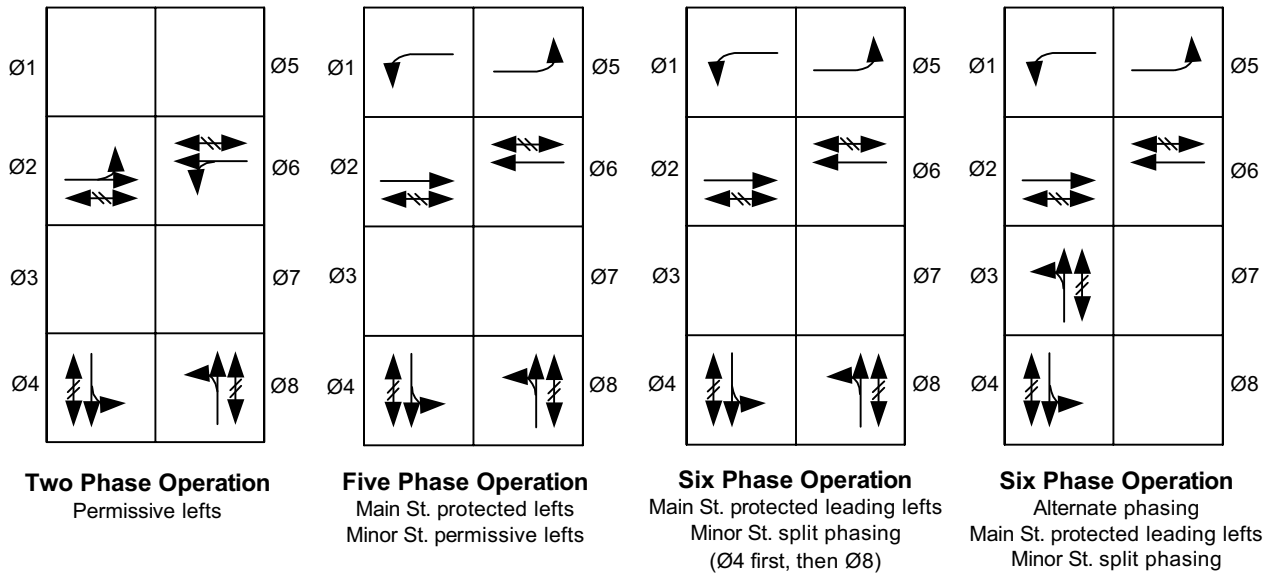 Ø1
Ø5
Ø2
Ø6
Ø3
Ø7
Ø4
Ø8
Two Phase Operation
Permissive lefts
Ø1
Ø5
Ø2
Ø6
Ø3
Ø7
Ø4
Ø8
Five Phase Operation
Main St. protected lefts
Minor St. permissive lefts
Ø1
Ø5
Ø2
Ø6
Ø3
Ø7
Ø4
Ø8
Six Phase Operation
Main St. protected leading lefts
Minor St. split phasing
(Ø4 first, then Ø8)
Ø1
Ø5
Ø2
Ø6
Ø3
Ø7
Ø4
Ø8
Six Phase Operation
Alternate phasing
Main St. protected leading lefts
Minor St. split phasing